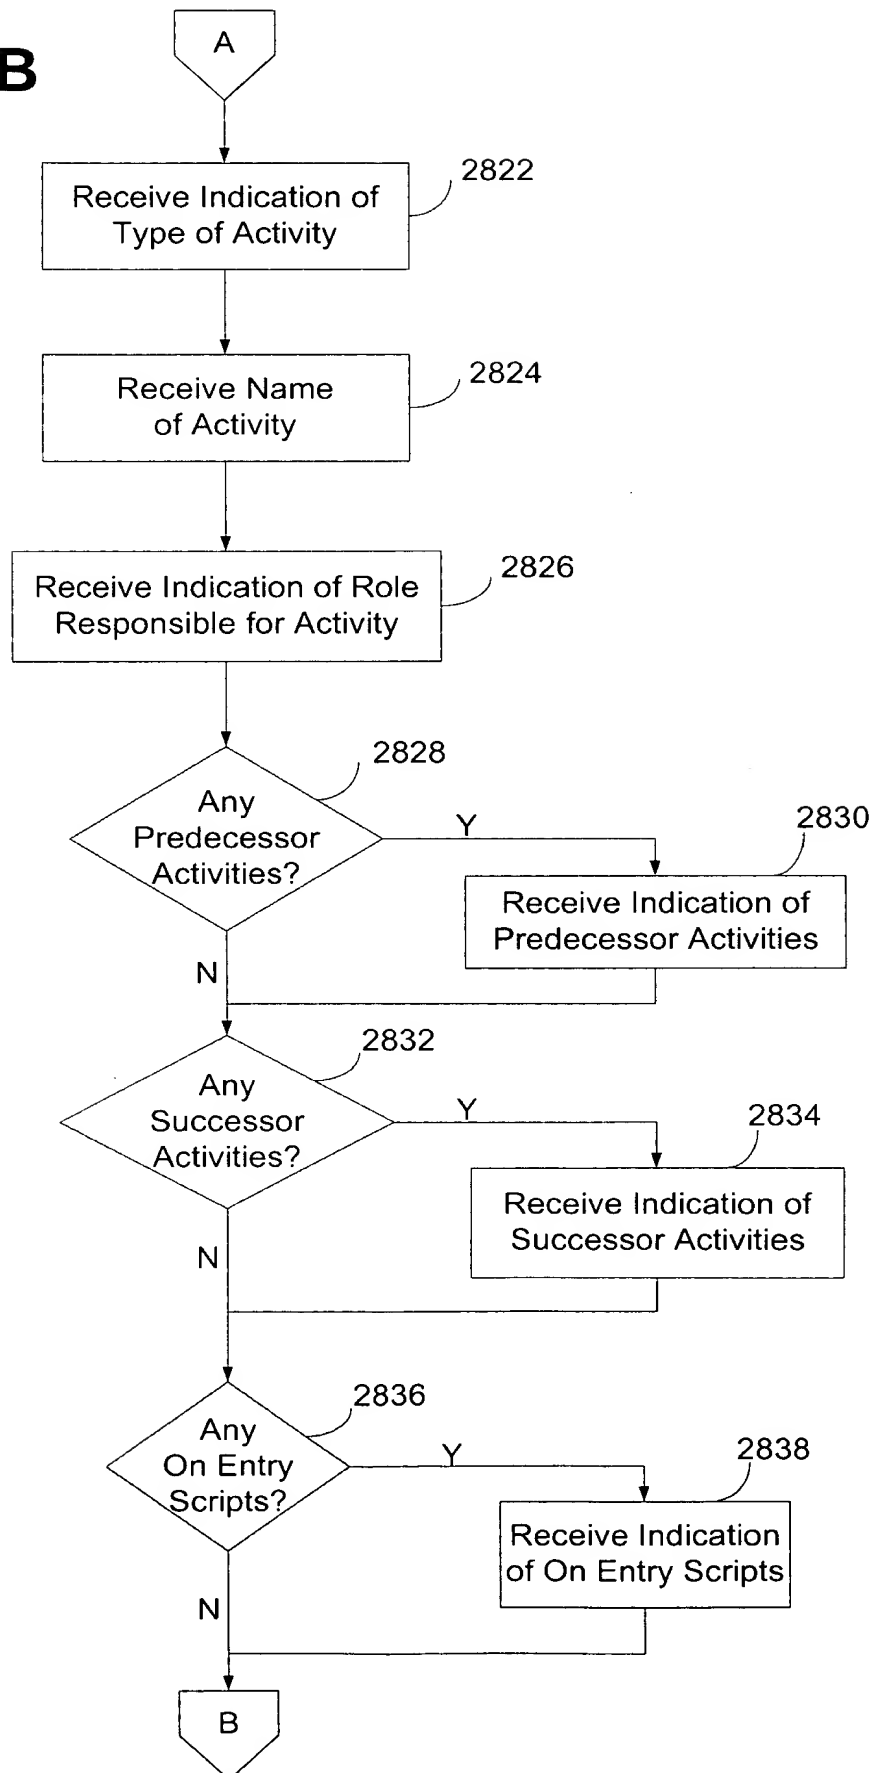 A
B
2822
Receive Indication of
Type of Activity
2824
Receive Name
of Activity
2826
Receive Indication of Role
Responsible for Activity
2828
Any
Predecessor
Activities?
Y
2830
Receive Indication of
Predecessor Activities
N
2832
Any
Successor
Activities?
Y
2834
Receive Indication of
Successor Activities
N
2836
Any
On Entry
Scripts?
Y
2838
Receive Indication
of On Entry Scripts
N
B